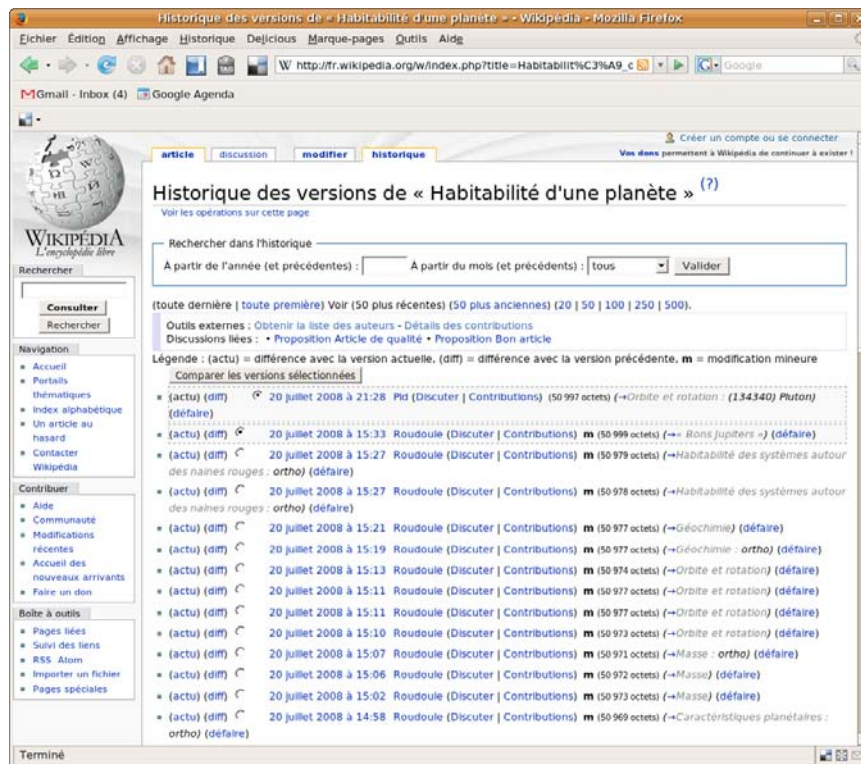 Historique des versions de « Habitabilité d'une planète » - Wikipédia - Mozilla Firefox
Fichier Édition Affichage Historique Delicious Marque-pages Outils Aide
http://fr.wikipedia.org/w/index.php?title=Habitabilit%C3%A9_c Google
Gmail - Inbox (4) Google Agenda
Créer un compte ou se connecter
article discussion modifier historique
Vos dons permettent à Wikipédia de continuer à exister !
WIKIPÉDIA
L'encyclopédie libre
Rechercher
Consulter
Rechercher
Navigation
Accueil
Portails
thématiques
Index alphabétique
Un article au
hasard
Contacter
Wikipédia
Contribuer
Aide
Communauté
Modifications
récentes
Accueil des
nouveaux arrivants
Faire un don
Boîte à outils
Pages liées
Suivi des liens
RSS Atom
Importer un fichier
Pages spéciales
Historique des versions de « Habitabilité d'une planète » (?)
Voir les opérations sur cette page
Rechercher dans l'historique
À partir de l'année (et précédentes) : À partir du mois (et précédents) : tous Valider
(toute dernière | toute première) Voir (50 plus récentes) (50 plus anciennes) (20 | 50 | 100 | 250 | 500).
Outils externes : Obtenir la liste des auteurs - Détails des contributions
Discussions liées : • Proposition Article de qualité • Proposition Bon article
Légende : (actu) = différence avec la version actuelle, (diff) = différence avec la version précédente, m = modification mineure
Comparer les versions sélectionnées
(actu) (diff) 20 juillet 2008 à 21:28 Pld (Discuter | Contributions) (50 997 octets) (→Orbite et rotation : (134340) Pluton)
(défaire)
(actu) (diff) 20 juillet 2008 à 15:33 Roudoule (Discuter | Contributions) m (50 999 octets) (→« Bons Jupiters ») (défaire)
(actu) (diff) 20 juillet 2008 à 15:27 Roudoule (Discuter | Contributions) m (50 979 octets) (→Habitabilité des systèmes autour
des naines rouges : ortho) (défaire)
(actu) (diff) 20 juillet 2008 à 15:27 Roudoule (Discuter | Contributions) m (50 978 octets) (→Habitabilité des systèmes autour
des naines rouges : ortho) (défaire)
(actu) (diff) 20 juillet 2008 à 15:21 Roudoule (Discuter | Contributions) m (50 977 octets) (→Géochimie) (défaire)
(actu) (diff) 20 juillet 2008 à 15:19 Roudoule (Discuter | Contributions) m (50 977 octets) (→Géochimie : ortho) (défaire)
(actu) (diff) 20 juillet 2008 à 15:13 Roudoule (Discuter | Contributions) m (50 974 octets) (→Orbite et rotation) (défaire)
(actu) (diff) 20 juillet 2008 à 15:11 Roudoule (Discuter | Contributions) m (50 977 octets) (→Orbite et rotation) (défaire)
(actu) (diff) 20 juillet 2008 à 15:11 Roudoule (Discuter | Contributions) m (50 977 octets) (→Orbite et rotation) (défaire)
(actu) (diff) 20 juillet 2008 à 15:10 Roudoule (Discuter | Contributions) m (50 973 octets) (→Orbite et rotation) (défaire)
(actu) (diff) 20 juillet 2008 à 15:07 Roudoule (Discuter | Contributions) m (50 971 octets) (→Masse : ortho) (défaire)
(actu) (diff) 20 juillet 2008 à 15:06 Roudoule (Discuter | Contributions) m (50 972 octets) (→Masse) (défaire)
(actu) (diff) 20 juillet 2008 à 15:02 Roudoule (Discuter | Contributions) m (50 973 octets) (→Masse) (défaire)
(actu) (diff) 20 juillet 2008 à 14:58 Roudoule (Discuter | Contributions) m (50 969 octets) (→Caractéristiques planétaires :
ortho) (défaire)
Terminé